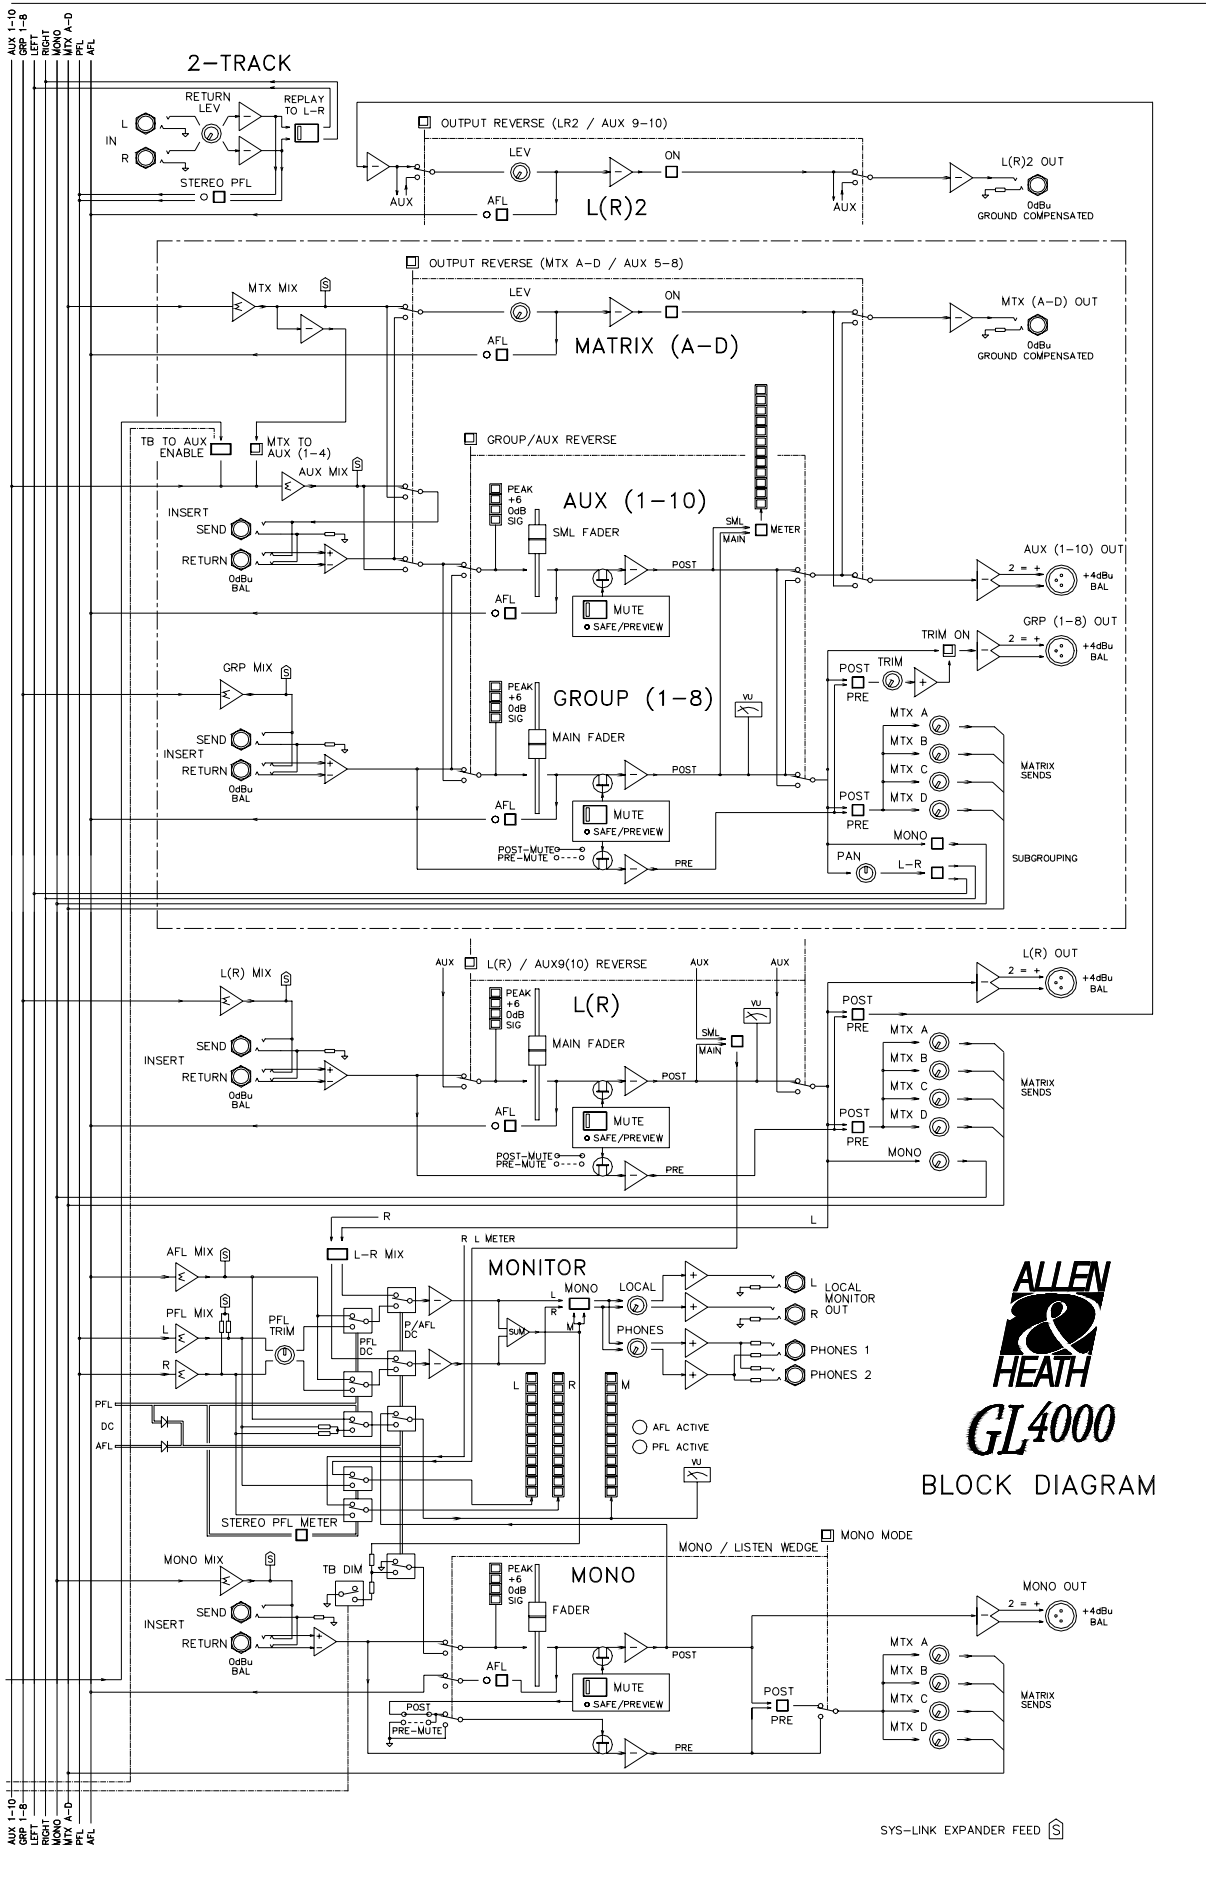 AUX 1-10
GRP 1-8
LEFT
RIGHT
MONO
MTX A-D
PFL
AFL
2-TRACK
RETURN
LEV
REPLAY
TO L-R
L
IN
R
STEREO PFL
OUTPUT REVERSE (LR2 / AUX 9-10)
LEV
ON
AUX
AFL
L(R)2
AUX
L(R)2 OUT
0dBu
GROUND COMPENSATED
OUTPUT REVERSE (MTX A-D / AUX 5-8)
MTX MIX
S
LEV
ON
AFL
MATRIX (A-D)
MTX (A-D) OUT
0dBu
GROUND COMPENSATED
TB TO AUX
ENABLE
MTX TO
AUX (1-4)
GROUP/AUX REVERSE
AUX MIX
S
INSERT
SEND
RETURN
0dBu
BAL
PEAK
+6
0dB
SIG
AUX (1-10)
SML FADER
SML
MAIN
METER
POST
AFL
MUTE
SAFE/PREVIEW
AUX (1-10) OUT
2 = +
+4dBu
BAL
GRP (1-8) OUT
TRIM ON
2 = +
+4dBu
BAL
GRP MIX
S
SEND
INSERT
RETURN
0dBu
BAL
PEAK
+6
0dB
SIG
GROUP (1-8)
MAIN FADER
VU
POST
AFL
MUTE
SAFE/PREVIEW
POST-MUTE
PRE-MUTE
PRE
POST
PRE
TRIM
MTX A
MTX B
MTX C
MTX D
MATRIX
SENDS
POST
PRE
MONO
PAN
L-R
SUBGROUPING
L(R) MIX
S
AUX
L(R) / AUX9(10) REVERSE
AUX
AUX
PEAK
+6
0dB
SIG
L(R)
MAIN FADER
SML
MAIN
VU
SEND
INSERT
RETURN
0dBu
BAL
POST
AFL
MUTE
SAFE/PREVIEW
POST-MUTE
PRE-MUTE
PRE
L(R) OUT
2 = +
+4dBu
BAL
POST
PRE
MTX A
MTX B
MTX C
MTX D
MATRIX
SENDS
POST
PRE
MONO
R
L
AFL MIX
S
L-R MIX
R L METER
MONITOR
PFL MIX
S
L
R
PFL
TRIM
P/AFL
DC
PFL
DC
SUM
L
R
M
MONO
LOCAL
PHONES
L
LOCAL
MONITOR
OUT
R
PHONES 1
PHONES 2
PFL
DC
AFL
L
R
M
AFL ACTIVE
PFL ACTIVE
VU
STEREO PFL METER
ALLEN
&
HEATH
GL4000
BLOCK DIAGRAM
MONO MIX
S
TB DIM
MONO / LISTEN WEDGE
MONO MODE
PEAK
+6
0dB
SIG
MONO
FADER
SEND
INSERT
RETURN
0dBu
BAL
POST
AFL
MUTE
SAFE/PREVIEW
POST
PRE-MUTE
PRE
POST
PRE
MONO OUT
2 = +
+4dBu
BAL
MTX A
MTX B
MTX C
MTX D
MATRIX
SENDS
AUX 1-10
GRP 1-8
LEFT
RIGHT
MONO
MTX A-D
PFL
AFL
SYS-LINK EXPANDER FEED S